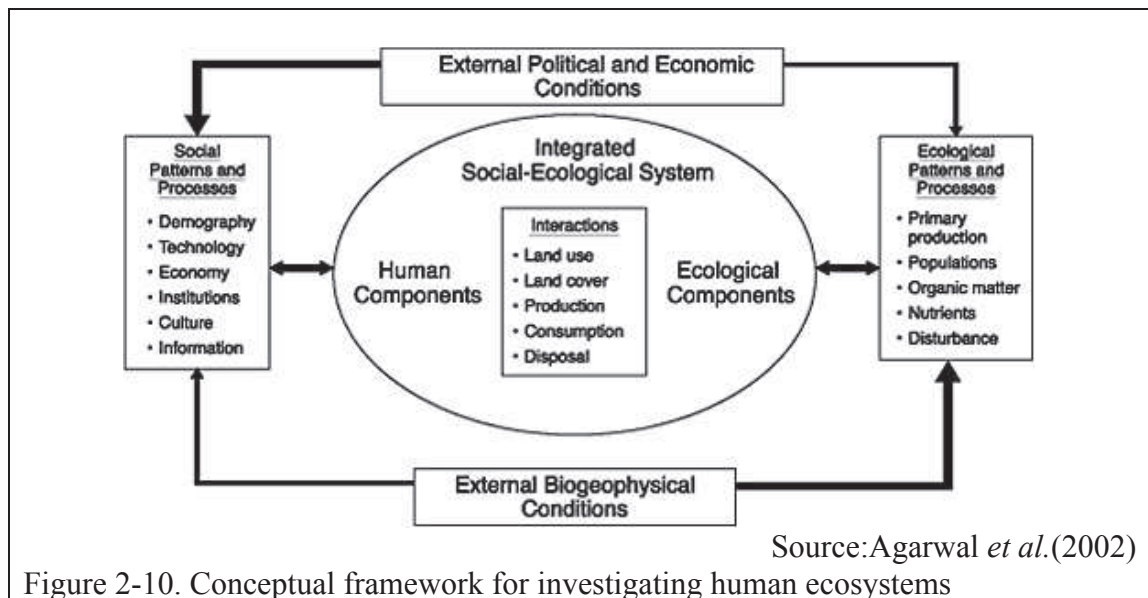 External Political and Economic
Conditions
Social
Patterns and
Processes
• Demography
• Technology
• Economy
• Institutions
• Culture
• Information
Integrated
Social-Ecological System
Human
Components
Interactions
• Land use
• Land cover
• Production
• Consumption
• Disposal
Ecological
Components
Ecological
Patterns and
Processes
• Primary
production
• Populations
• Organic matter
• Nutrients
• Disturbance
External Biogeophysical
Conditions
Source:Agarwal et al.(2002)
Figure 2-10. Conceptual framework for investigating human ecosystems